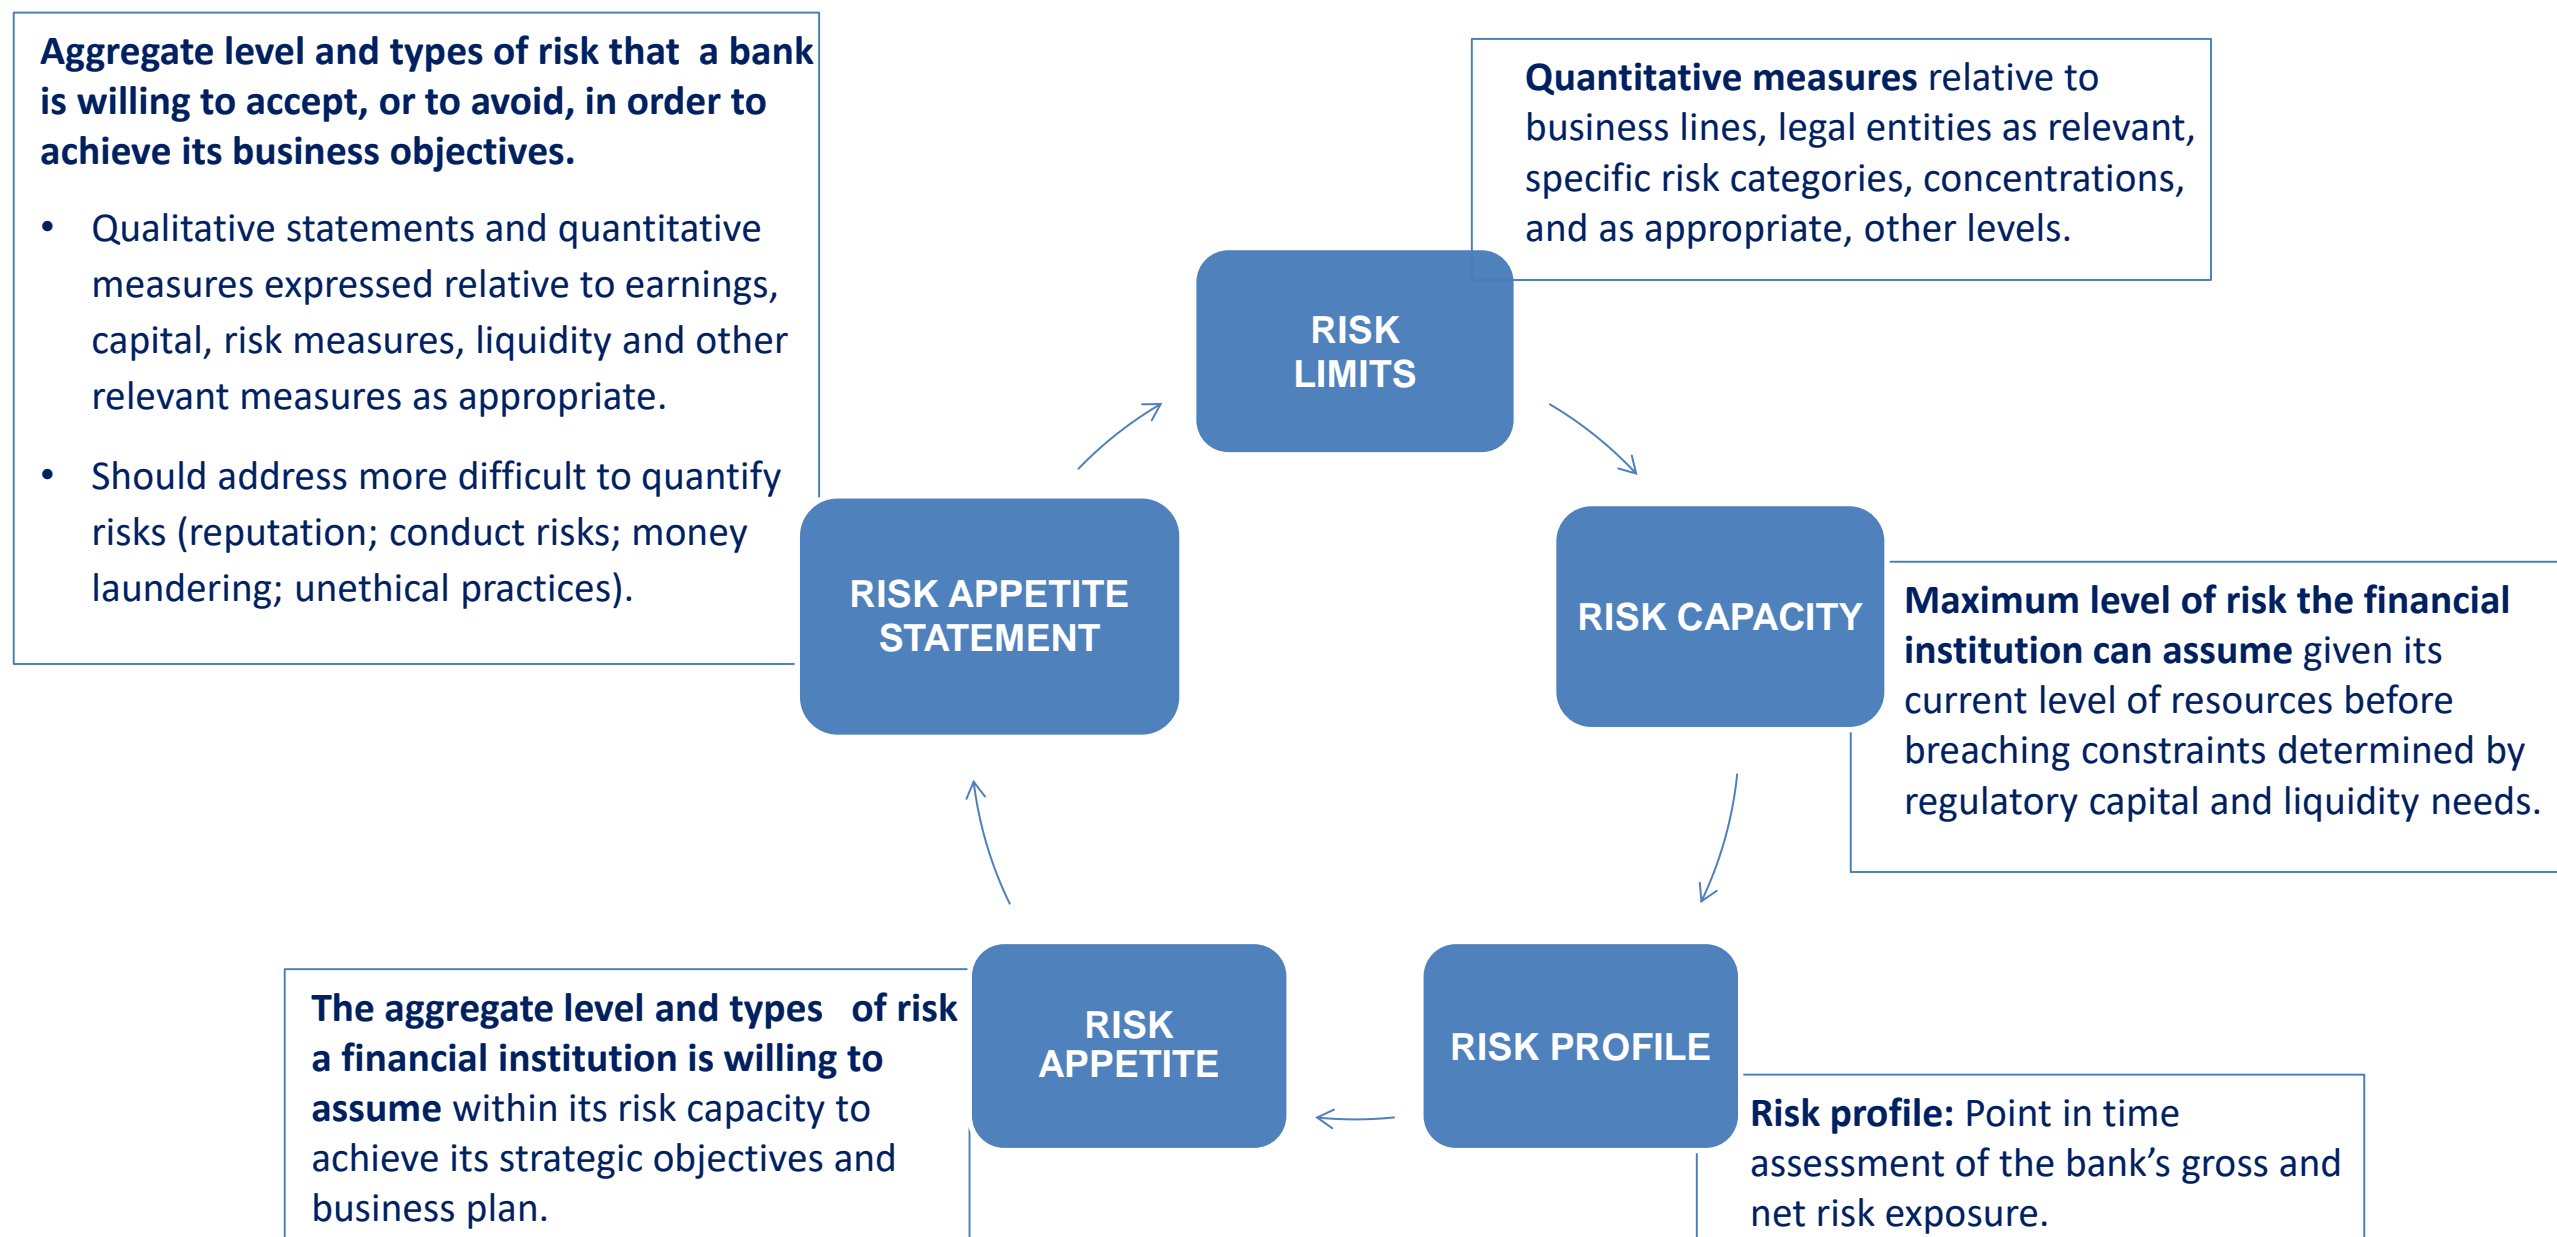 Aggregate level and types of risk that a bank
is willing to accept, or to avoid, in order to
achieve its business objectives.
• Qualitative statements and quantitative
measures expressed relative to earnings,
capital, risk measures, liquidity and other
relevant measures as appropriate.
• Should address more difficult to quantify
risks (reputation; conduct risks; money
laundering; unethical practices).
Quantitative measures relative to
business lines, legal entities as relevant,
specific risk categories, concentrations,
and as appropriate, other levels.
RISK
LIMITS
RISK APPETITE
STATEMENT
RISK CAPACITY
Maximum level of risk the financial
institution can assume given its
current level of resources before
breaching constraints determined by
regulatory capital and liquidity needs.
The aggregate level and types of risk
a financial institution is willing to
assume within its risk capacity to
achieve its strategic objectives and
business plan.
RISK
APPETITE
RISK PROFILE
Risk profile: Point in time
assessment of the bank’s gross and
net risk exposure.